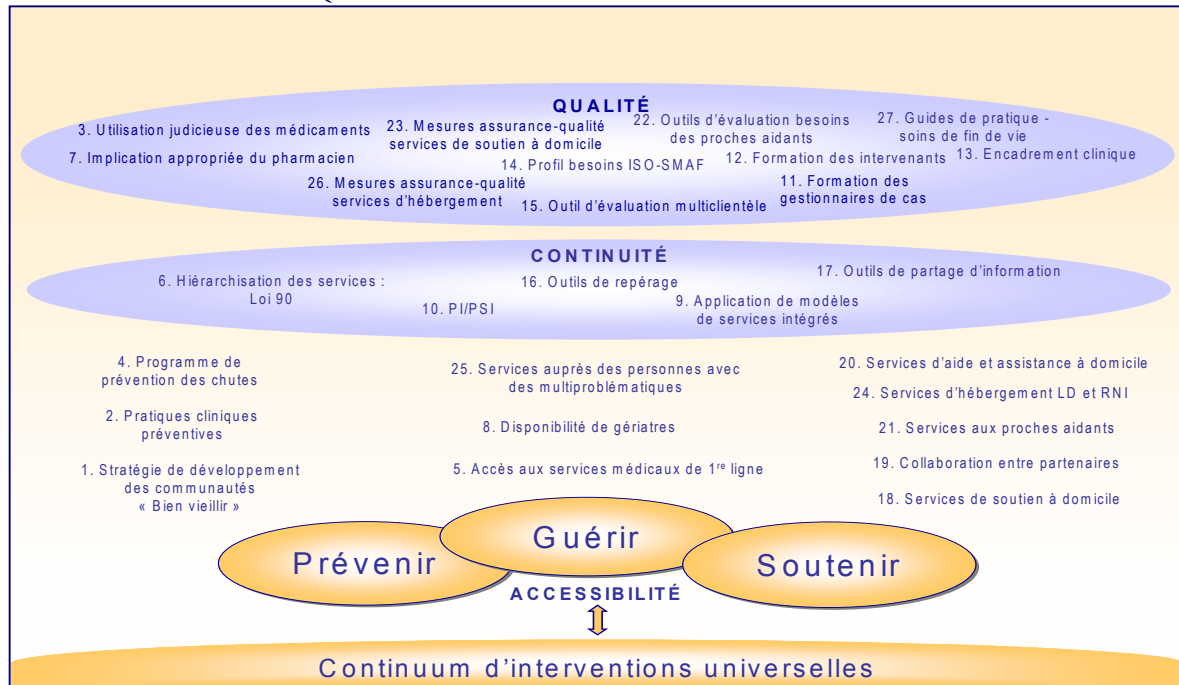 QUALITÉ
3. Utilisation judicieuse des médicaments
23. Mesures assurance-qualité
services de soutien à domicile
22. Outils d'évaluation besoins
des proches aidants
27. Guides de pratique -
soins de fin de vie
7. Implication appropriée du pharmacien
14. Profil besoins ISO-SMAF
12. Formation des intervenants
13. Encadrement clinique
26. Mesures assurance-qualité
services d'hébergement
15. Outil d'évaluation multiclientèle
11. Formation des
gestionnaires de cas
CONTINUITÉ
6. Hiérarchisation des services :
Loi 90
16. Outils de repérage
17. Outils de partage d'information
10. PI/PSI
9. Application de modèles
de services intégrés
4. Programme de
prévention des chutes
2. Pratiques cliniques
préventives
1. Stratégie de développement
des communautés
« Bien vieillir »
25. Services auprès des personnes avec
des multiproblématiques
8. Disponibilité de gériatres
5. Accès aux services médicaux de 1re ligne
20. Services d'aide et assistance à domicile
24. Services d'hébergement LD et RNI
21. Services aux proches aidants
19. Collaboration entre partenaires
18. Services de soutien à domicile
Prévenir
Guérir
Soutenir
ACCESSIBILITÉ
Continuum d'interventions universelles